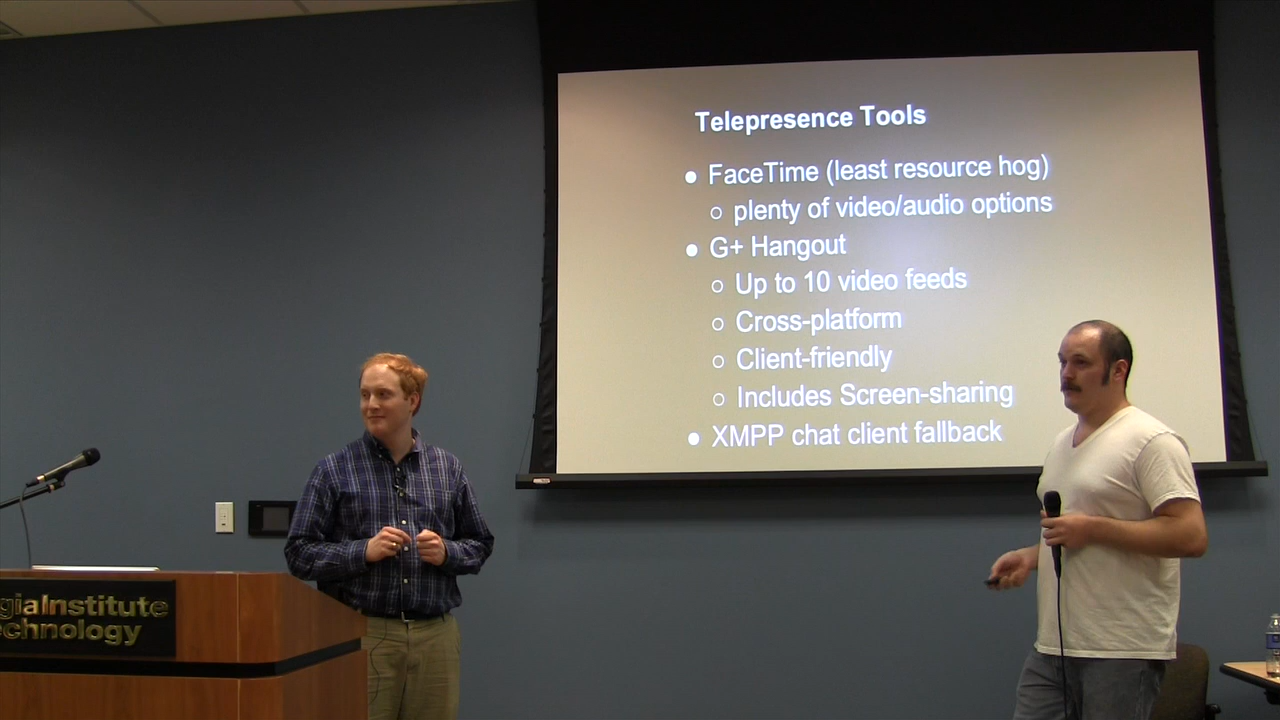 Telepresence Tools
● FaceTime (least resource hog)
○ plenty of video/audio options
● G+ Hangout
○ Up to 10 video feeds
○ Cross-platform
○ Client-friendly
○ Includes Screen-sharing
● XMPP chat client fallback
giaInstitute
chnology